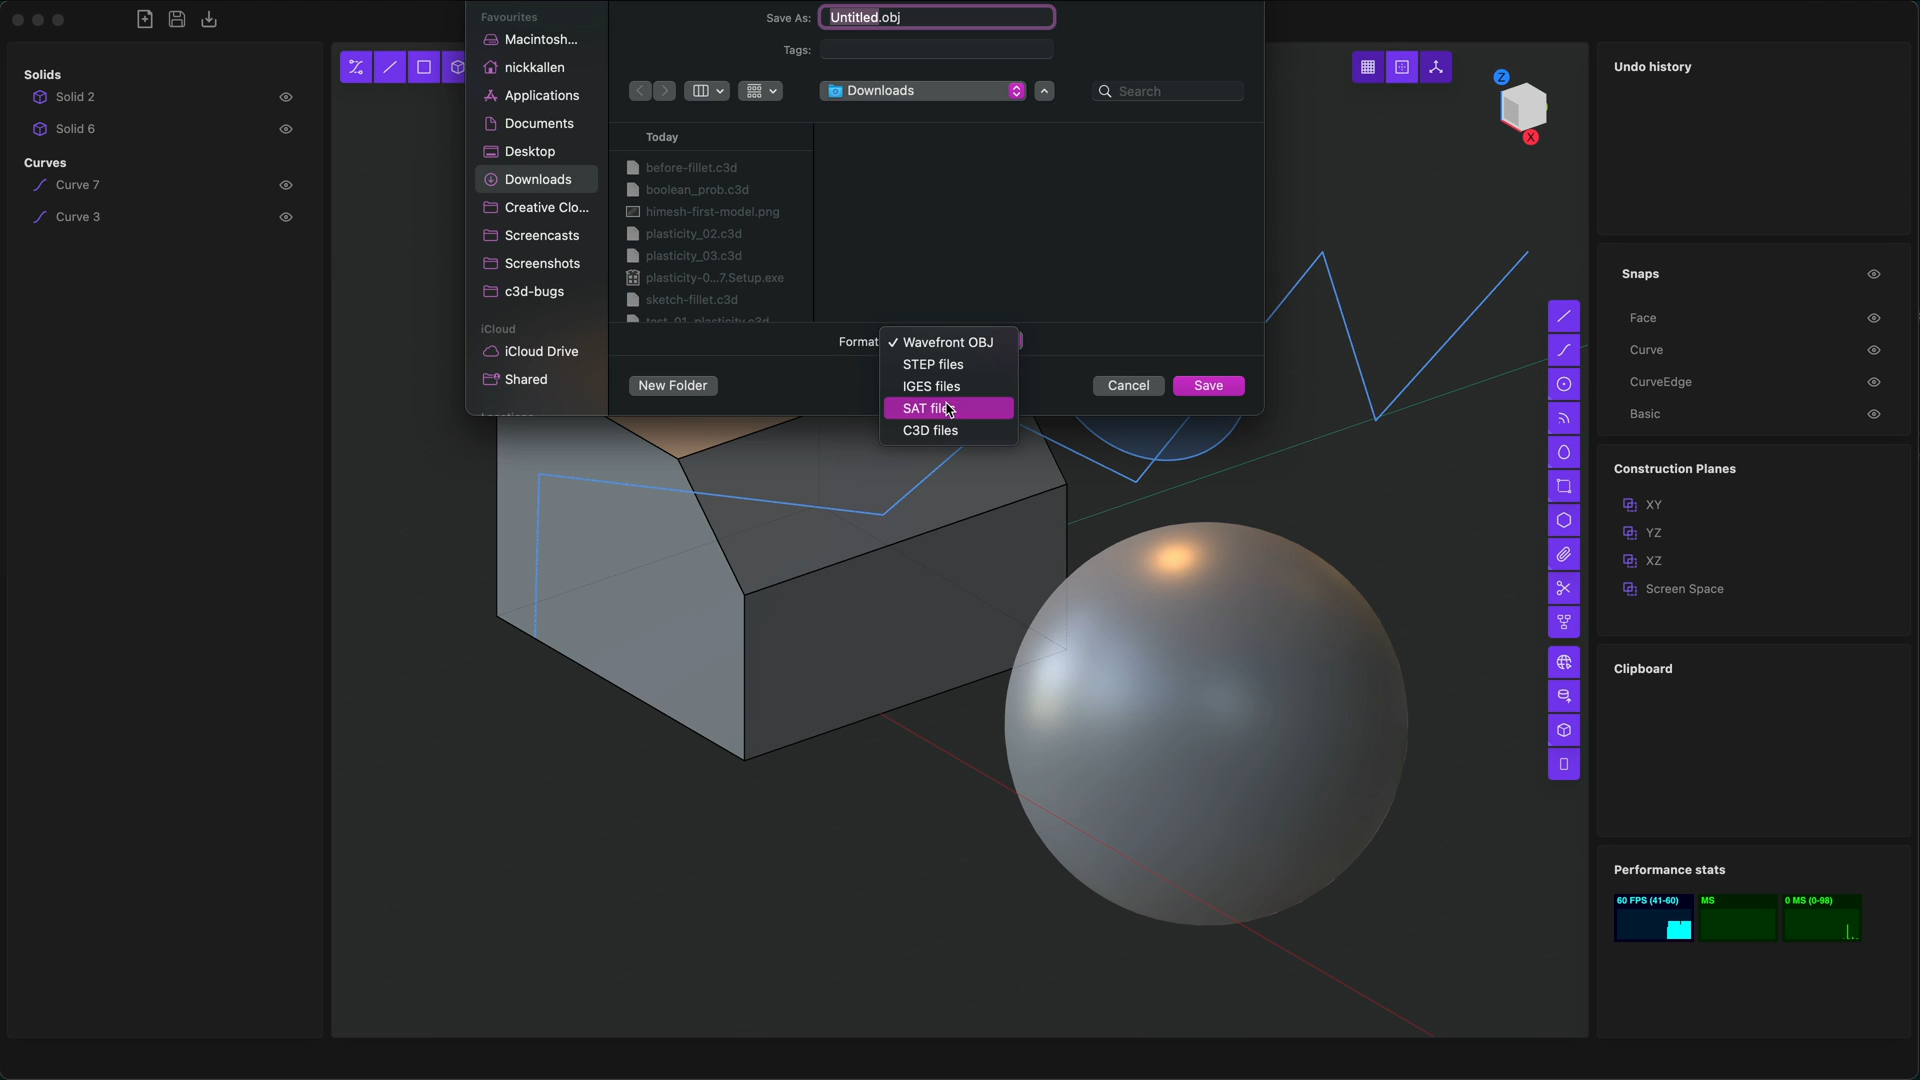 Solids
Solid 2
Solid 6
Curves
Curve 7
Curve 3
Favourites
Macintosh...
nickkallen
Applications
Documents
Desktop
Downloads
Creative Clo...
Screencasts
Screenshots
c3d-bugs
iCloud
iCloud Drive
Shared
Save As:
Untitled.obj
Tags:
Downloads
Search
Today
before-fillet.c3d
boolean_prob.c3d
himesh-first-model.png
plasticity_02.c3d
plasticity_03.c3d
plasticity-0...7.Setup.exe
sketch-fillet.c3d
test_01_plasticity.c3d
Format
✓ Wavefront OBJ
STEP files
IGES files
SAT files
C3D files
New Folder
Cancel
Save
Z
X
Undo history
Snaps
Face
Curve
CurveEdge
Basic
Construction Planes
XY
YZ
XZ
Screen Space
Clipboard
Performance stats
60 FPS (41-60)
MS
0 MS (0-98)